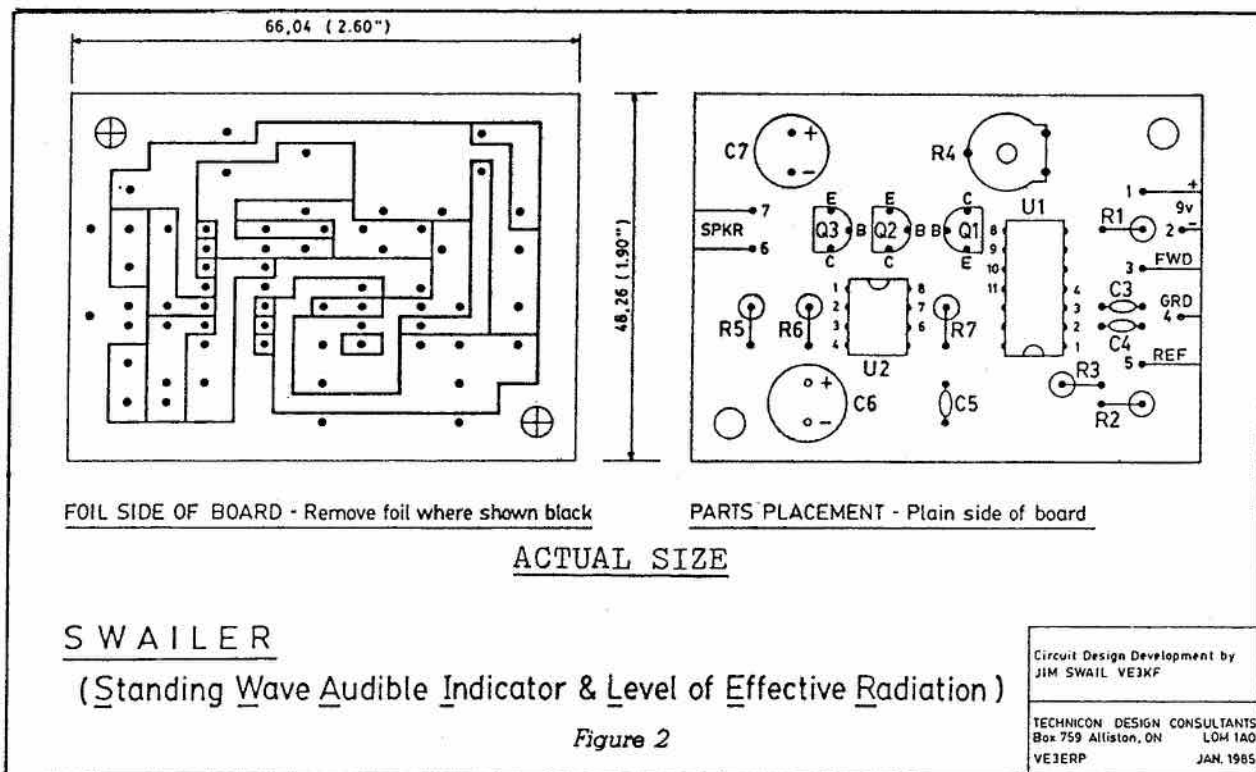 66,04 (2.60")
48,26 (1.90")
C7
+
-
R4
U1
1
+
9v
2
-
R1
SPKR
7
6
E
Q3
B
C
E
Q2
B
C
C
B
Q1
E
8
9
10
11
4
3
2
1
3
FWD
C3
GRD
4
C4
5
REF
R5
R6
1
2
3
4
8
7
6
U2
R7
R3
R2
+
-
C6
C5
FOIL SIDE OF BOARD - Remove foil where shown black
PARTS PLACEMENT - Plain side of board
ACTUAL SIZE
SWAILER
(Standing Wave Audible Indicator & Level of Effective Radiation)
Figure 2
Circuit Design Development by
JIM SWAIL VE3KF
TECHNICON DESIGN CONSULTANTS
Box 759 Alliston, ON L0M 1A0
VE3ERP JAN. 1985